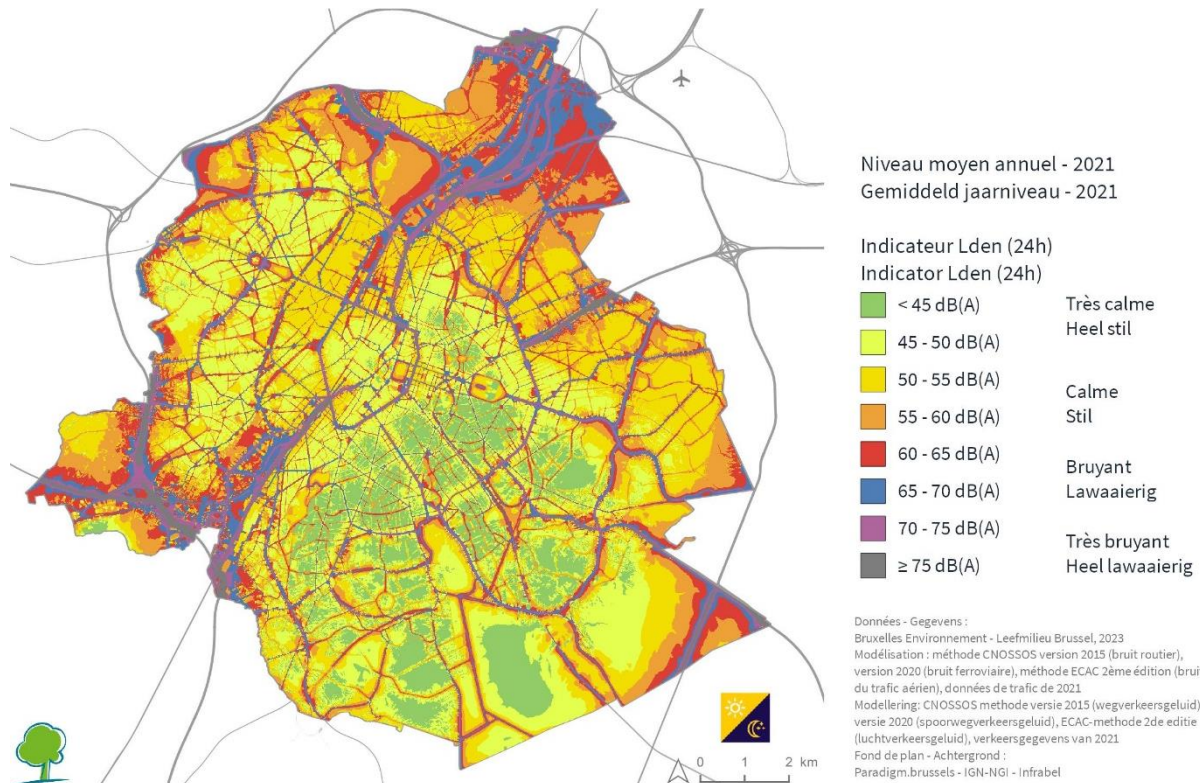 Niveau moyen annuel - 2021
Gemiddeld jaarniveau - 2021
Indicateur Lden (24h)
Indicator Lden (24h)
< 45 dB(A)
Très calme
Heel stil
45 - 50 dB(A)
50 - 55 dB(A)
Calme
Stil
55 - 60 dB(A)
60 - 65 dB(A)
Bruyant
Lawaaierig
65 - 70 dB(A)
70 - 75 dB(A)
Très bruyant
Heel lawaaierig
≥ 75 dB(A)
Données - Gegevens :
Bruxelles Environnement - Leefmilieu Brussel, 2023
Modélisation : méthode CNOSSOS version 2015 (bruit routier),
version 2020 (bruit ferroviaire), méthode ECAC 2ème édition (bruit
du trafic aérien), données de trafic de 2021
Modellering: CNOSSOS methode versie 2015 (wegverkeersgeluid)
versie 2020 (spoorwegverkeersgeluid), ECAC-methode 2de editie
(luchtverkeersgeluid), verkeersgegevens van 2021
Fond de plan - Achtergrond :
Paradigm.brussels - IGN-NGI - Infrabel
0 1 2 km